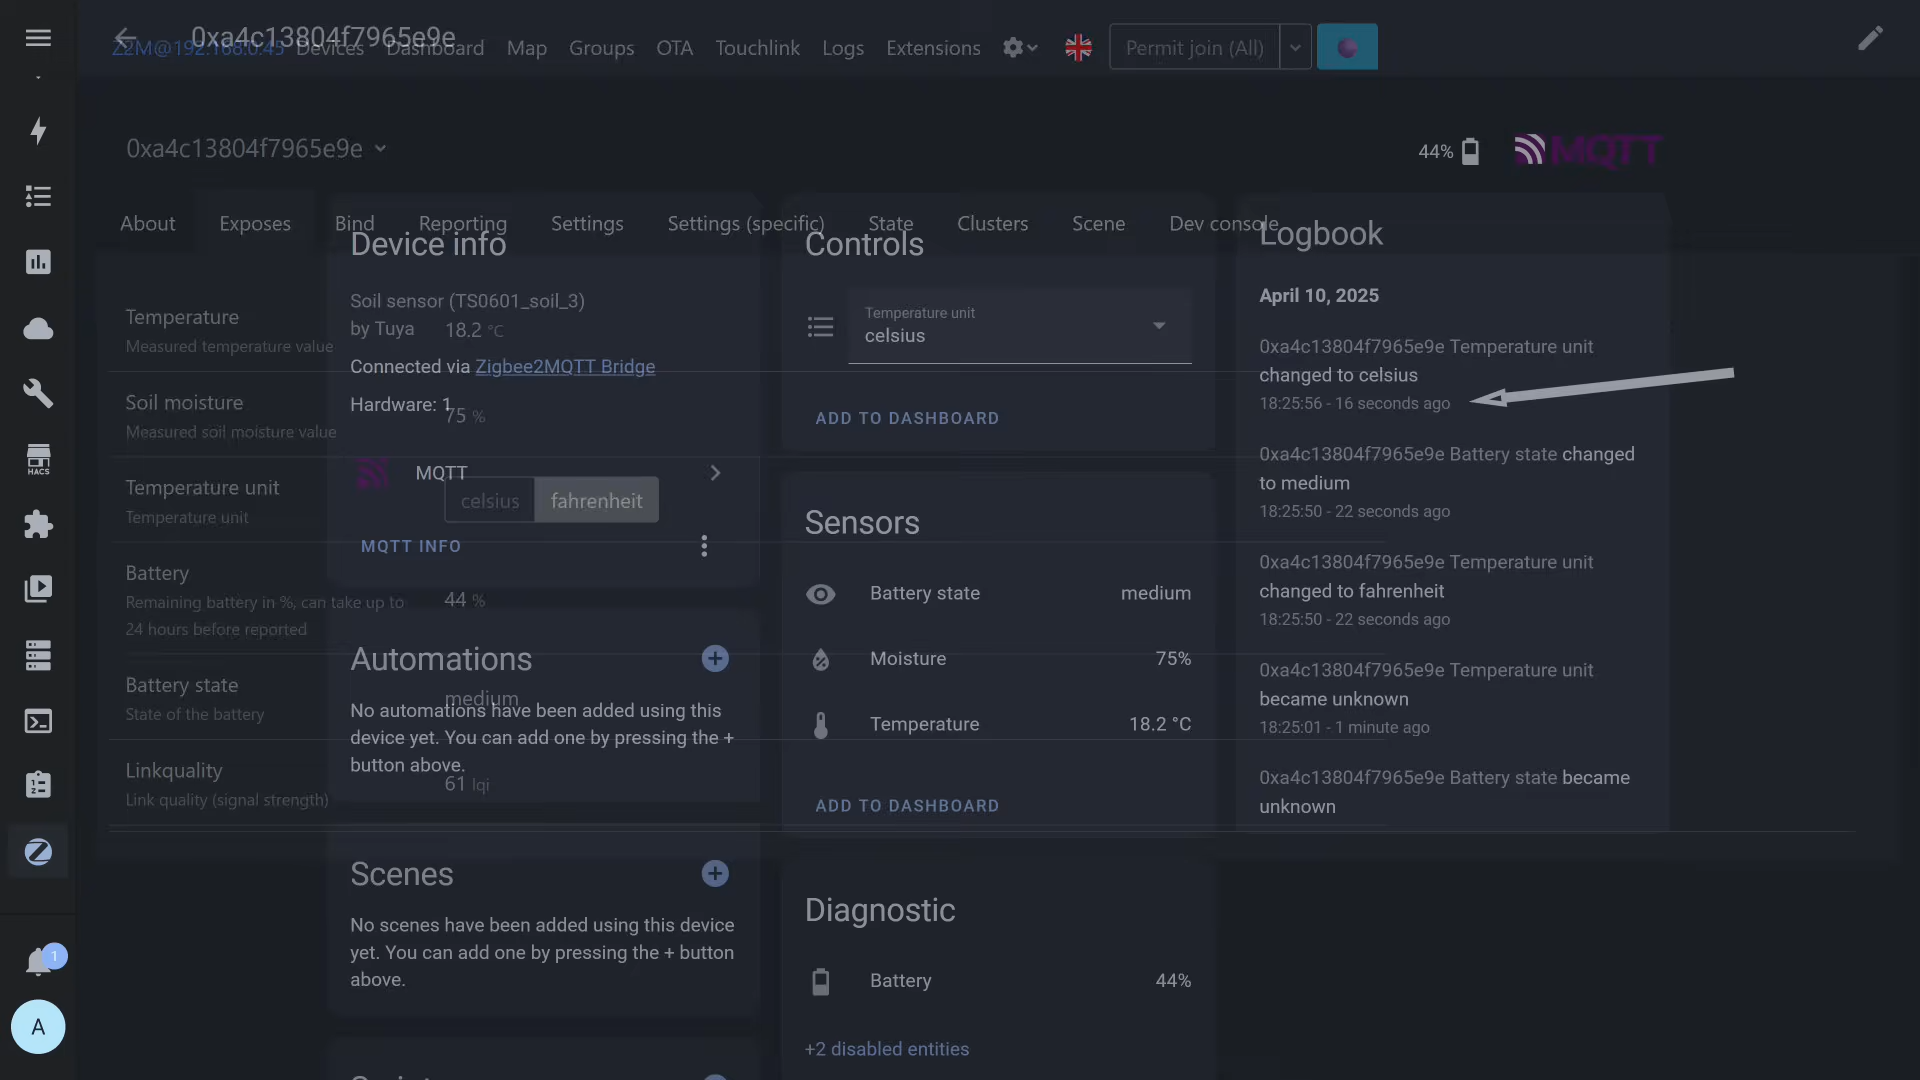 0xa4c13804f7965e9e
Z2M@192.168.0.45 Devices Dashboard Map Groups OTA Touchlink Logs Extensions Permit join (All)
0xa4c13804f7965e9e
44%
MQTT
About Exposes Bind Reporting Settings Settings (specific) State Clusters Scene Dev console
Temperature
Measured temperature value
18.2 °C
Soil moisture
Measured soil moisture value
75 %
Temperature unit
Temperature unit
celsius fahrenheit
Battery
Remaining battery in %, can take up to
24 hours before reported
44 %
Battery state
State of the battery
medium
Linkquality
Link quality (signal strength)
61 lqi
Device info
Soil sensor (TS0601_soil_3)
by Tuya
Connected via Zigbee2MQTT Bridge
Hardware: 1
MQTT
MQTT INFO
Automations
No automations have been added using this
device yet. You can add one by pressing the +
button above.
Scenes
No scenes have been added using this device
yet. You can add one by pressing the + button
above.
Controls
Temperature unit
celsius
ADD TO DASHBOARD
Sensors
Battery state medium
Moisture 75%
Temperature 18.2 °C
ADD TO DASHBOARD
Diagnostic
Battery 44%
+2 disabled entities
Logbook
April 10, 2025
0xa4c13804f7965e9e Temperature unit
changed to celsius
18:25:56 - 16 seconds ago
0xa4c13804f7965e9e Battery state changed
to medium
18:25:50 - 22 seconds ago
0xa4c13804f7965e9e Temperature unit
changed to fahrenheit
18:25:50 - 22 seconds ago
0xa4c13804f7965e9e Temperature unit
became unknown
18:25:01 - 1 minute ago
0xa4c13804f7965e9e Battery state became
unknown
HACS
1
A